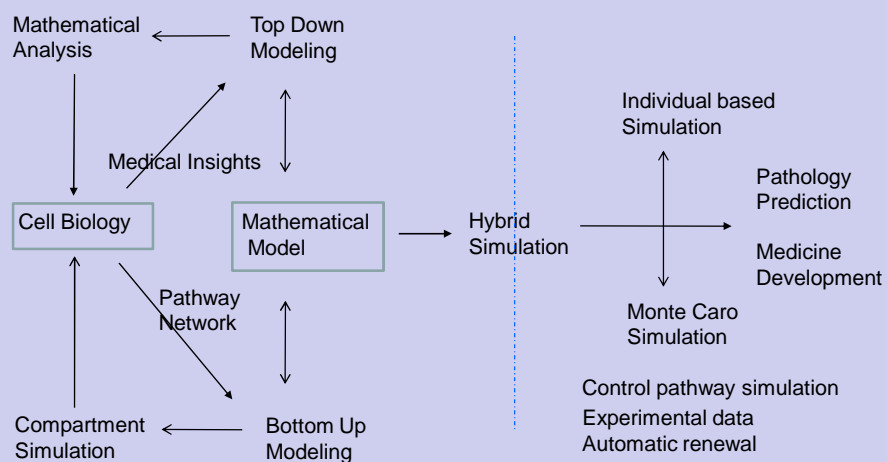 Mathematical
Analysis
Top Down
Modeling
Medical Insights
Cell Biology
Mathematical
Model
Pathway
Network
Compartment
Simulation
Bottom Up
Modeling
Hybrid
Simulation
Individual based
Simulation
Pathology
Prediction
Medicine
Development
Monte Caro
Simulation
Control pathway simulation
Experimental data
Automatic renewal